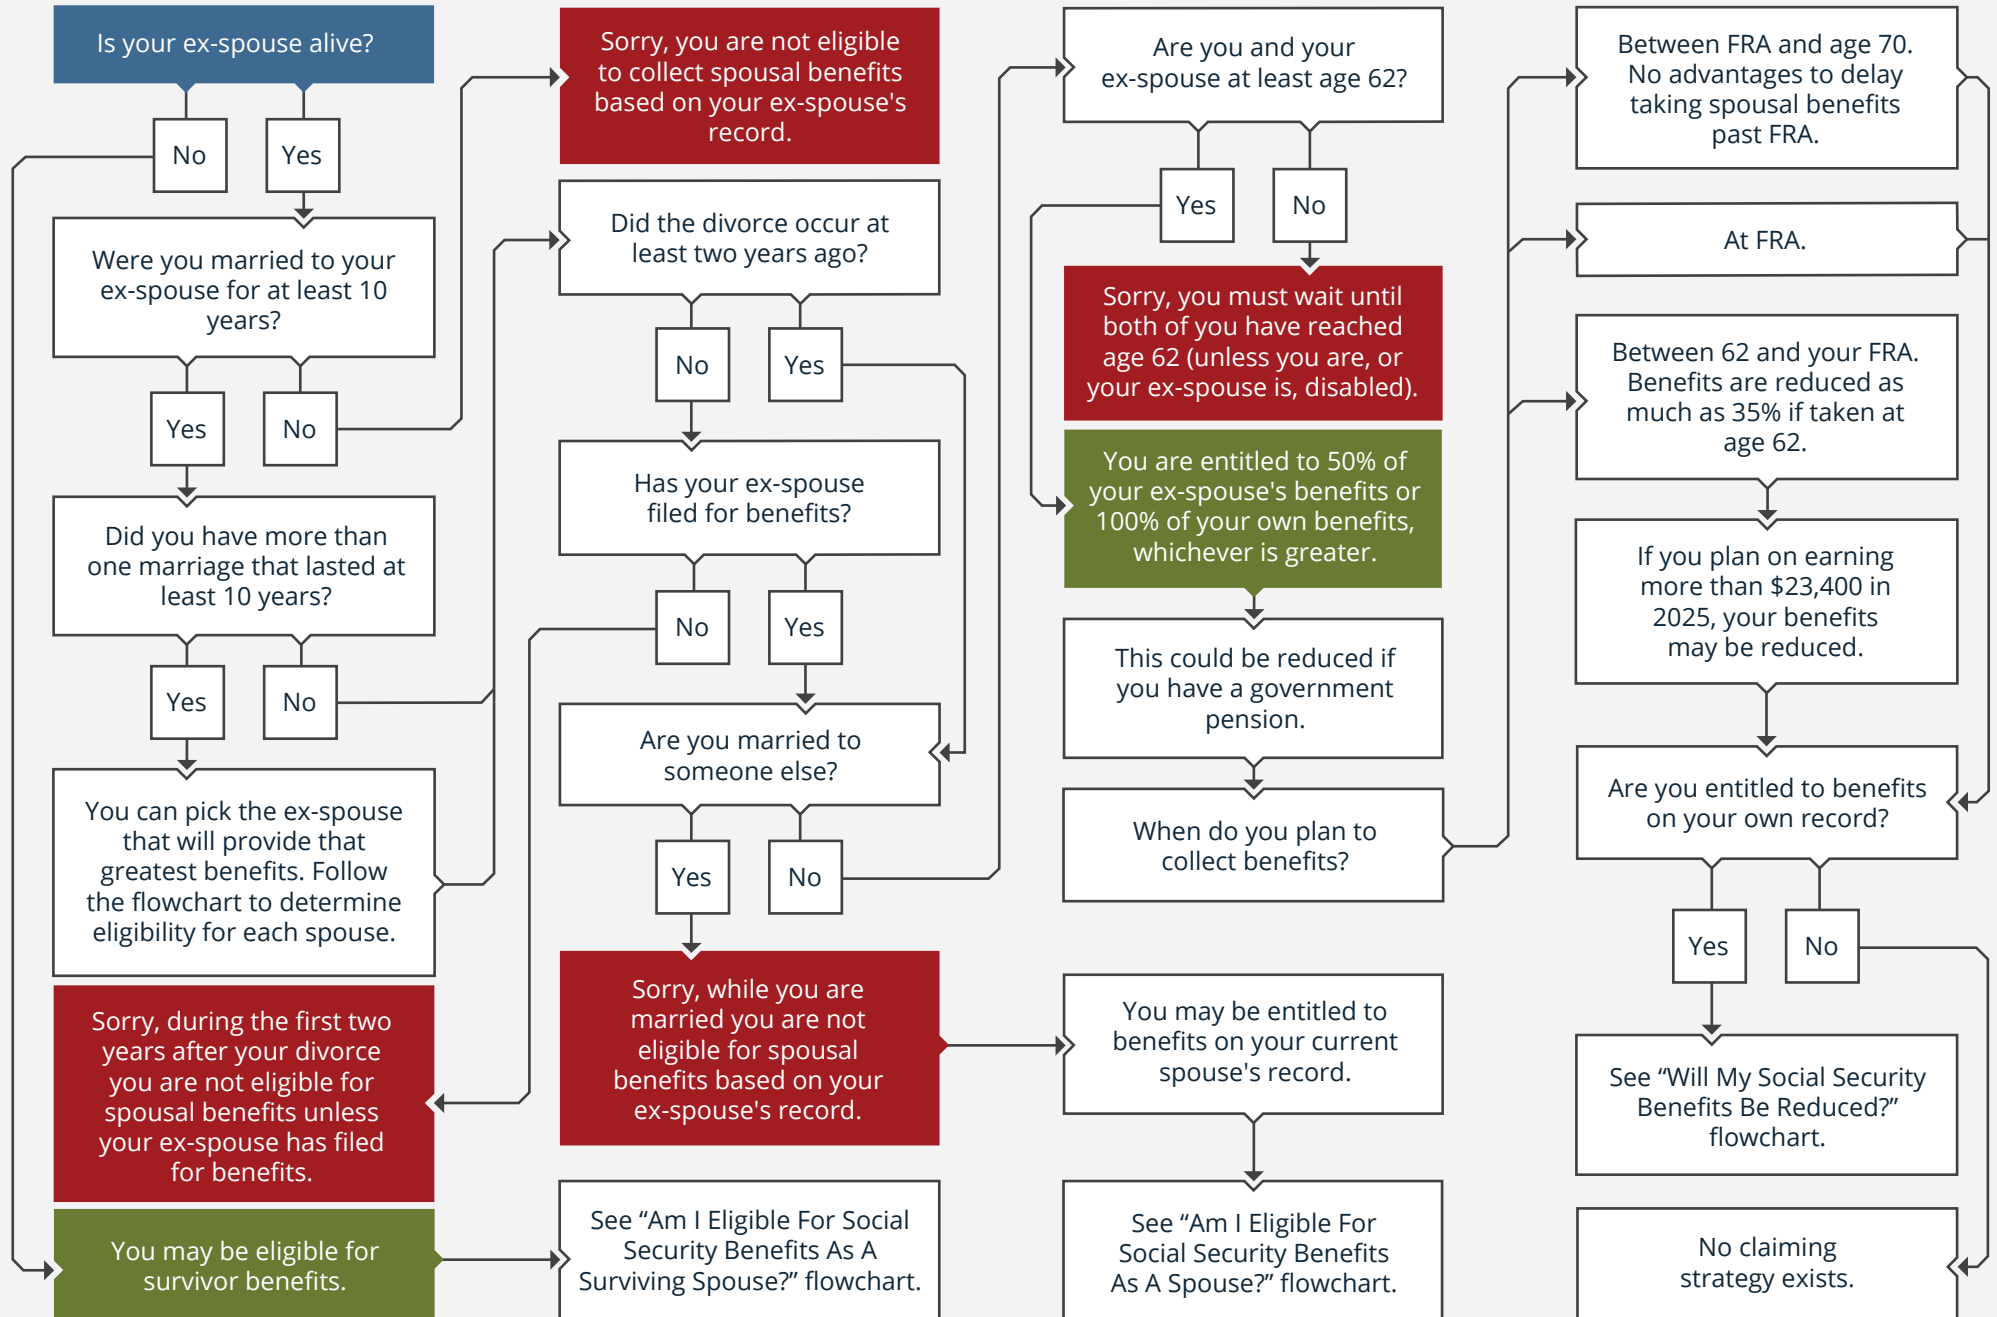 Is your ex-spouse alive?
No
Yes
Were you married to your
ex-spouse for at least 10
years?
Yes
No
Did you have more than
one marriage that lasted at
least 10 years?
Yes
No
You can pick the ex-spouse
that will provide that
greatest benefits. Follow
the flowchart to determine
eligibility for each spouse.
Sorry, during the first two
years after your divorce
you are not eligible for
spousal benefits unless
your ex-spouse has filed
for benefits.
You may be eligible for
survivor benefits.
Sorry, you are not eligible
to collect spousal benefits
based on your ex-spouse's
record.
Did the divorce occur at
least two years ago?
No
Yes
Has your ex-spouse
filed for benefits?
No
Yes
Are you married to
someone else?
Yes
No
Sorry, while you are
married you are not
eligible for spousal
benefits based on your
ex-spouse's record.
See “Am I Eligible For Social
Security Benefits As A
Surviving Spouse?” flowchart.
Are you and your
ex-spouse at least age 62?
Yes
No
Sorry, you must wait until
both of you have reached
age 62 (unless you are, or
your ex-spouse is, disabled).
You are entitled to 50% of
your ex-spouse's benefits or
100% of your own benefits,
whichever is greater.
This could be reduced if
you have a government
pension.
When do you plan to
collect benefits?
You may be entitled to
benefits on your current
spouse's record.
See “Am I Eligible For
Social Security Benefits
As A Spouse?” flowchart.
Between FRA and age 70.
No advantages to delay
taking spousal benefits
past FRA.
At FRA.
Between 62 and your FRA.
Benefits are reduced as
much as 35% if taken at
age 62.
If you plan on earning
more than $23,400 in
2025, your benefits
may be reduced.
Are you entitled to benefits
on your own record?
Yes
No
See “Will My Social Security
Benefits Be Reduced?”
flowchart.
No claiming
strategy exists.